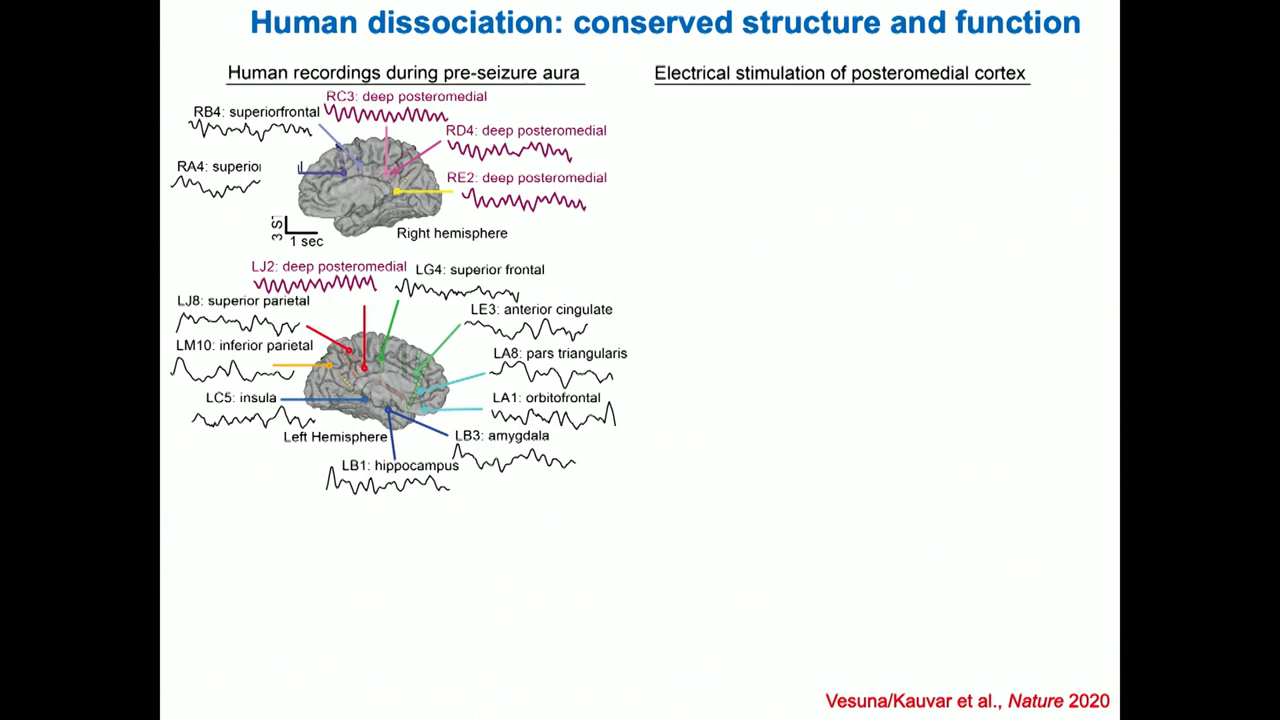 Human dissociation: conserved structure and function
Human recordings during pre-seizure aura
Electrical stimulation of posteromedial cortex
RC3: deep posteromedial
RB4: superiorfrontal
RD4: deep posteromedial
RA4: superior
RE2: deep posteromedial
3 S
1 sec
Right hemisphere
LJ2: deep posteromedial
LG4: superior frontal
LJ8: superior parietal
LE3: anterior cingulate
LM10: inferior parietal
LA8: pars triangularis
LC5: insula
LA1: orbitofrontal
Left Hemisphere
LB3: amygdala
LB1: hippocampus
Vesuna/Kauvar et al., Nature 2020